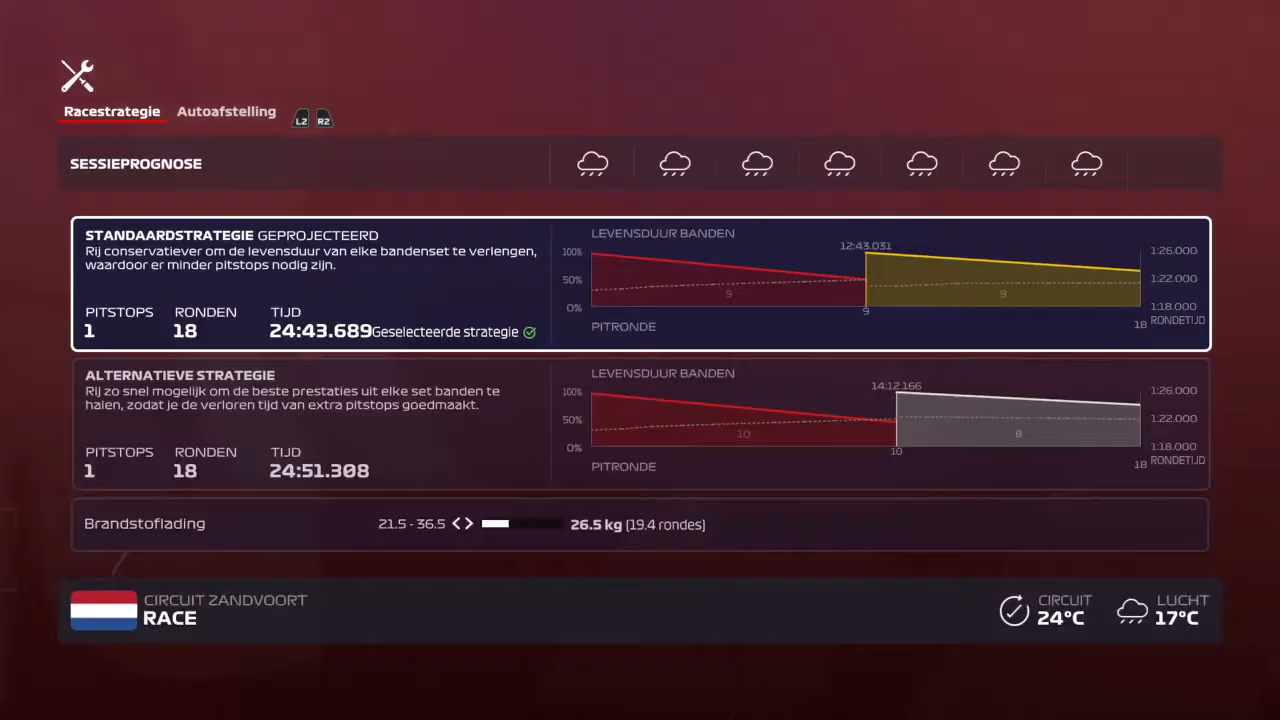 Racestrategie Autoafstelling L2 R2
SESSIEPROGNOSE
STANDAARDSTRATEGIE GEPROJECTEERD
Rij conservatiever om de levensduur van elke bandenset te verlengen,
waardoor er minder pitstops nodig zijn.
PITSTOPS RONDEN TIJD
1 18 24:43.689 Geselecteerde strategie
LEVENSDUUR BANDEN
12:43.031
100% 1:26.000
50% 1:22.000
9 9
0% 1:18.000
9
PITRONDE 18 RONDETIJD
ALTERNATIEVE STRATEGIE
Rij zo snel mogelijk om de beste prestaties uit elke set banden te
halen, zodat je de verloren tijd van extra pitstops goedmaakt.
PITSTOPS RONDEN TIJD
1 18 24:51.308
LEVENSDUUR BANDEN
14:12.166
100% 1:26.000
50% 1:22.000
10 8
0% 1:18.000
10
PITRONDE 18 RONDETIJD
Brandstoflading 21.5 - 36.5 26.5 kg (19.4 rondes)
CIRCUIT ZANDVOORT
RACE
CIRCUIT LUCHT
24°C 17°C